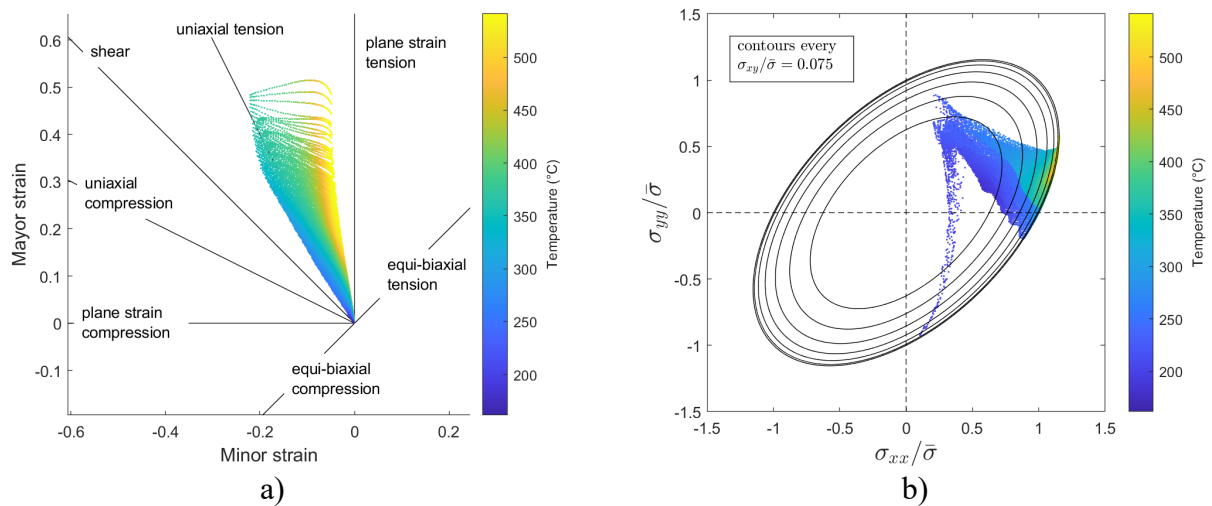 0.6
0.5
0.4
0.3
0.2
0.1
0
-0.1
Mayor strain
-0.6
-0.4
-0.2
0
0.2
Minor strain
uniaxial tension
shear
plane strain
tension
uniaxial
compression
equi-biaxial
tension
plane strain
compression
equi-biaxial
compression
500
450
400
350
300
250
200
Temperature (°C)
a)
1.5
1
0.5
0
-0.5
-1
-1.5
σyy/σ̄
contours every
σxy/σ̄ = 0.075
-1.5
-1
-0.5
0
0.5
1
1.5
σxx/σ̄
500
450
400
350
300
250
200
Temperature (°C)
b)